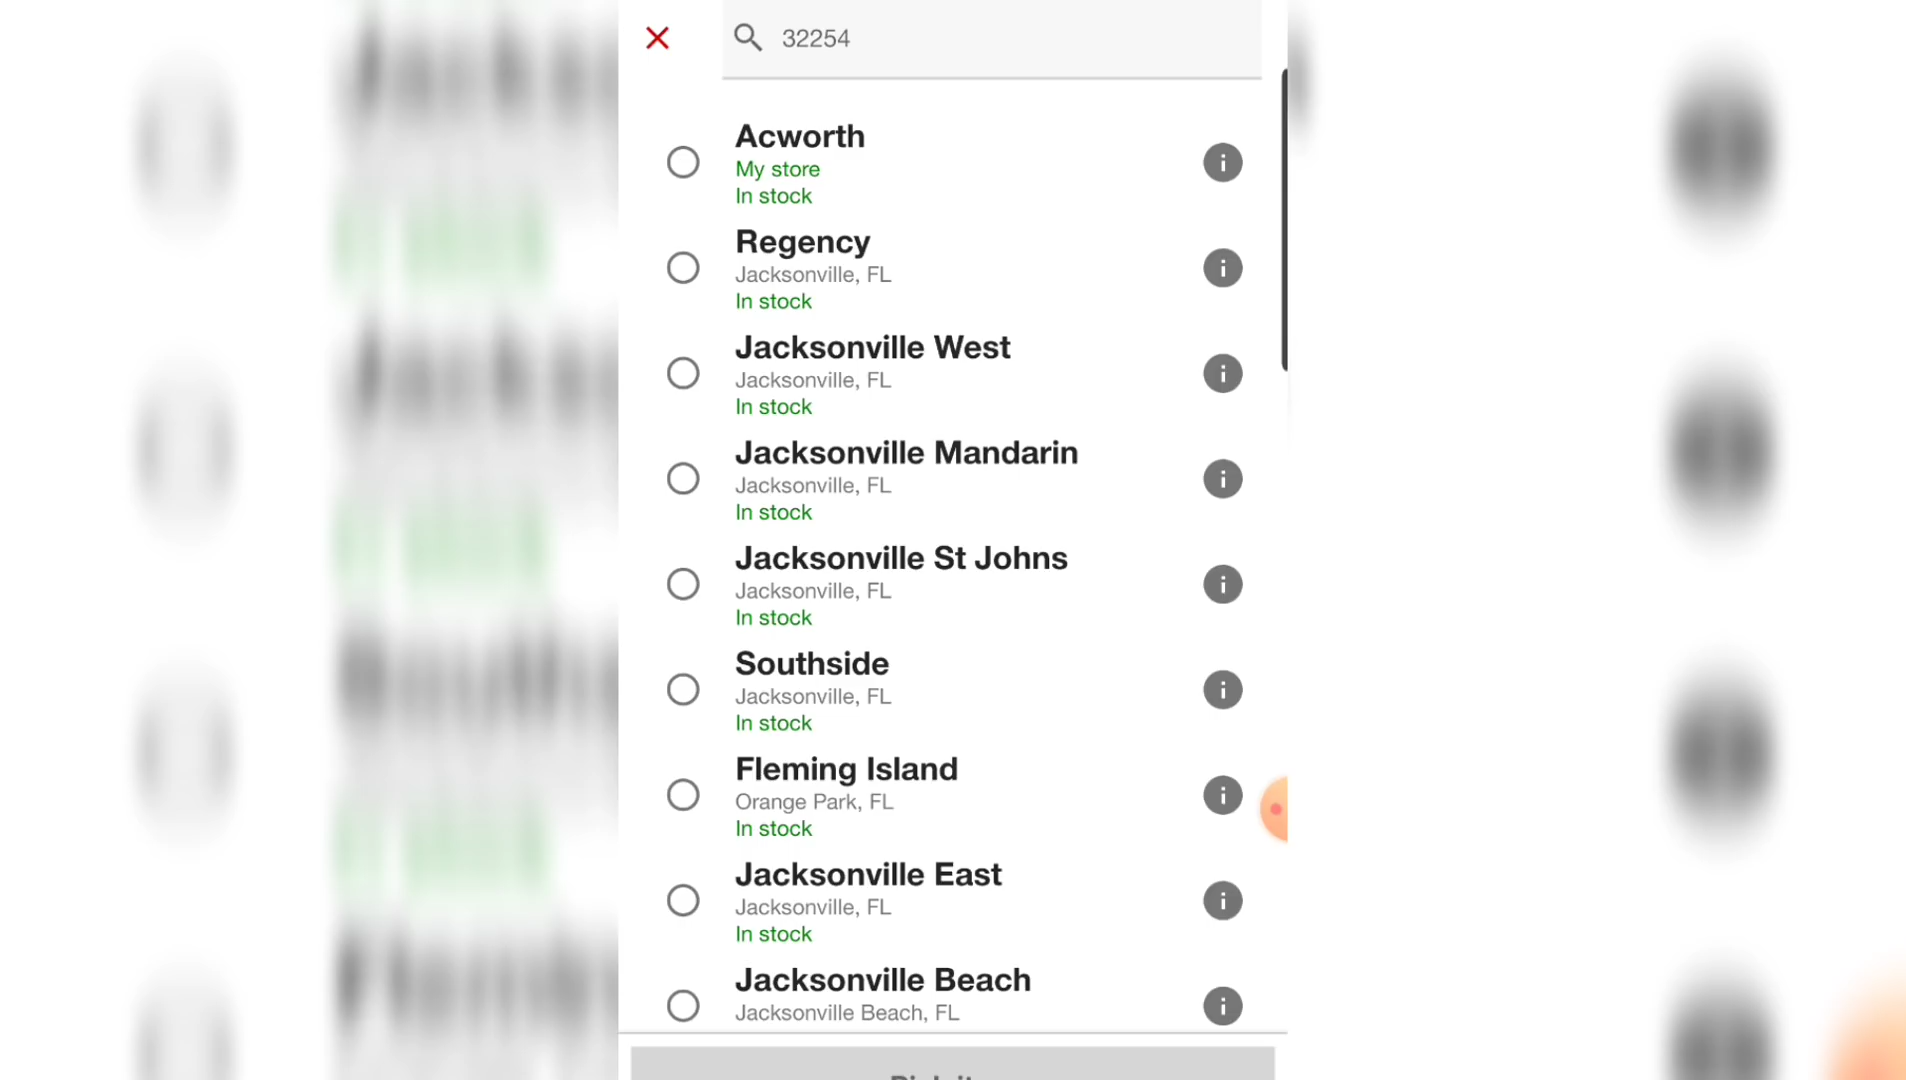 32254
Acworth
My store
In stock
Regency
Jacksonville, FL
In stock
Jacksonville West
Jacksonville, FL
In stock
Jacksonville Mandarin
Jacksonville, FL
In stock
Jacksonville St Johns
Jacksonville, FL
In stock
Southside
Jacksonville, FL
In stock
Fleming Island
Orange Park, FL
In stock
Jacksonville East
Jacksonville, FL
In stock
Jacksonville Beach
Jacksonville Beach, FL